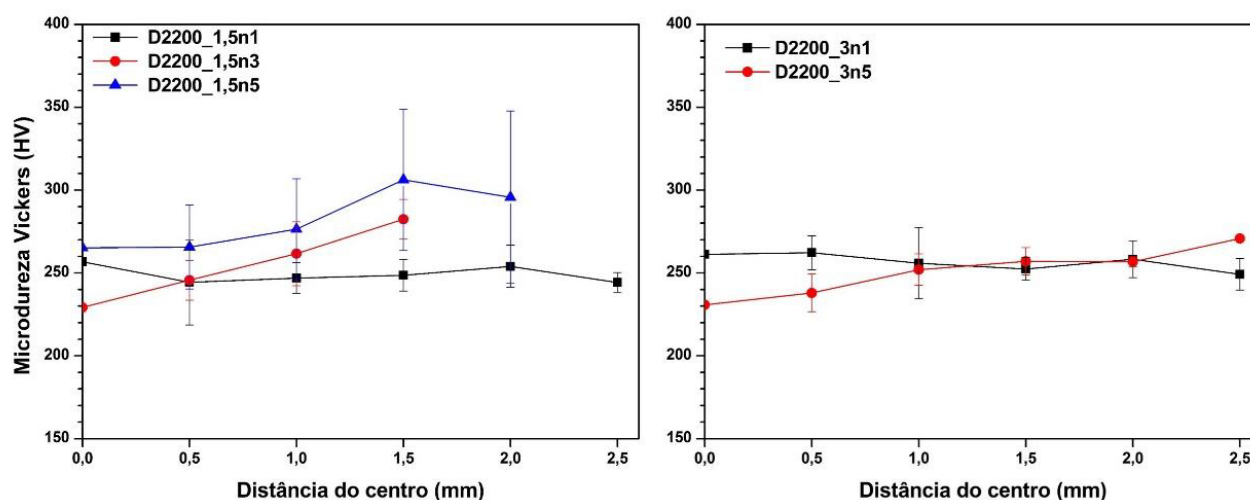 400
350
300
250
200
150
Microdureza Vickers (HV)
D2200_1,5n1
D2200_1,5n3
D2200_1,5n5
0,0 0,5 1,0 1,5 2,0 2,5
Distância do centro (mm)
400
350
300
250
200
150
D2200_3n1
D2200_3n5
0,0 0,5 1,0 1,5 2,0 2,5
Distância do centro (mm)